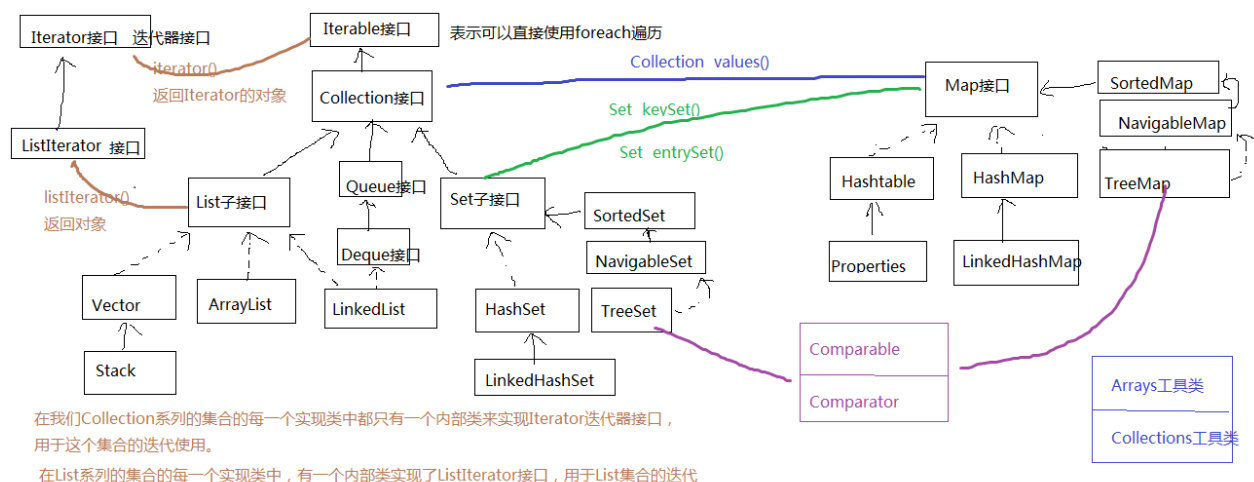 Iterator接口 迭代器接口
Iterable接口
表示可以直接使用foreach遍历
iterator()
返回Iterator的对象
Collection values()
Collection接口
Map接口
SortedMap
NavigableMap
Set keySet()
ListIterator 接口
Set entrySet()
listIterator()
返回对象
List子接口
Queue接口
Set子接口
Hashtable
HashMap
TreeMap
SortedSet
Deque接口
NavigableSet
Properties
LinkedHashMap
Vector
ArrayList
LinkedList
HashSet
TreeSet
Stack
LinkedHashSet
Comparable
Comparator
Arrays工具类
Collections工具类
在我们Collection系列的集合的每一个实现类中都只有一个内部类来实现Iterator迭代器接口，
用于这个集合的迭代使用。
在List系列的集合的每一个实现类中，有一个内部类实现了ListIterator接口，用于List集合的迭代